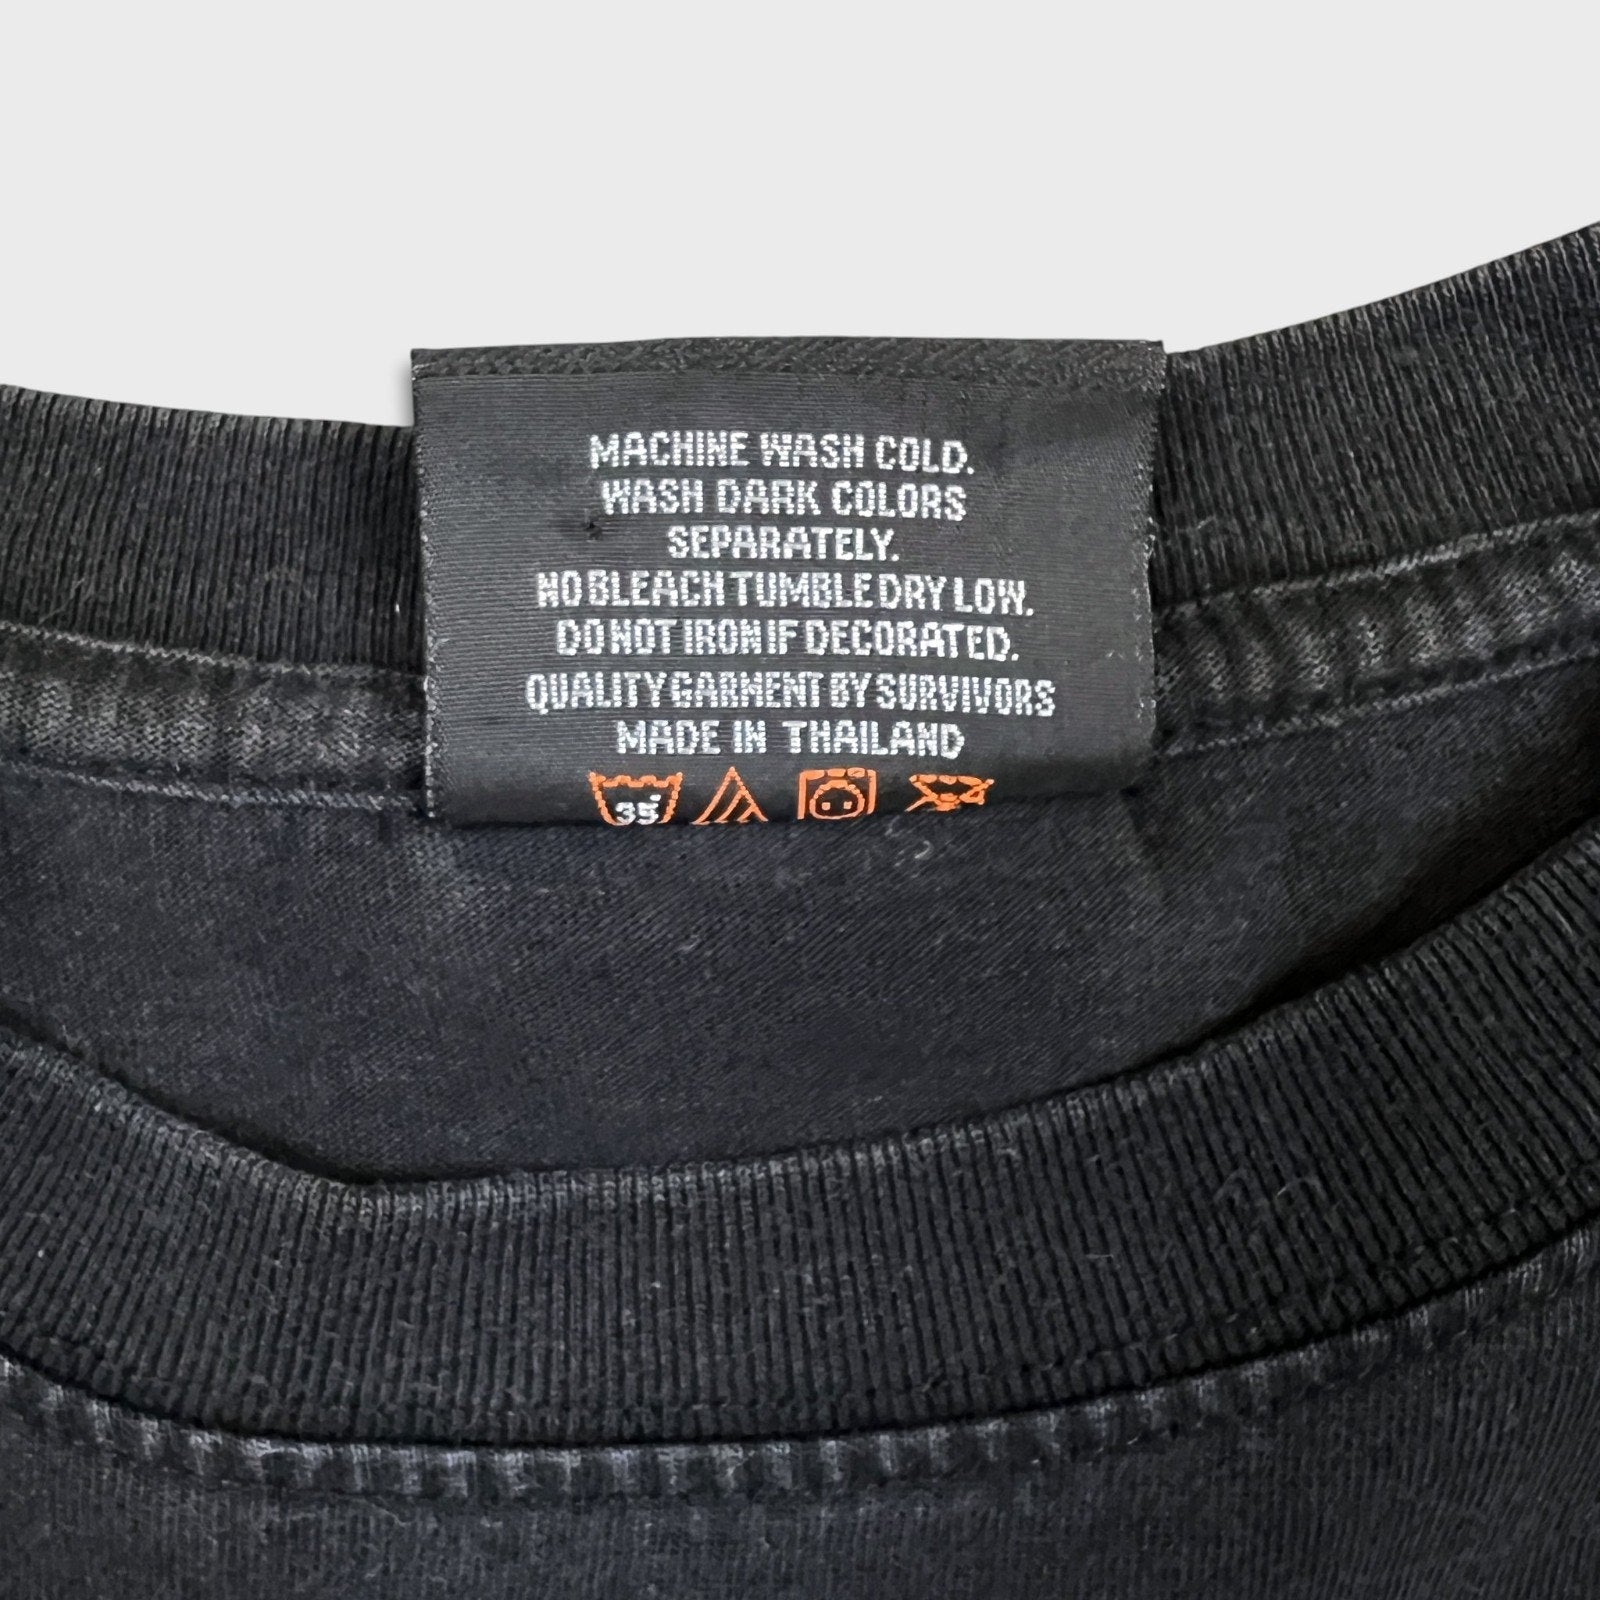 MACHINE WASH COLD.
WASH DARK COLORS
SEPARATELY.
NO BLEACH TUMBLE DRY LOW.
DO NOT IRON IF DECORATED.
QUALITY GARMENT BY SURVIVORS
MADE IN THAILAND
35°